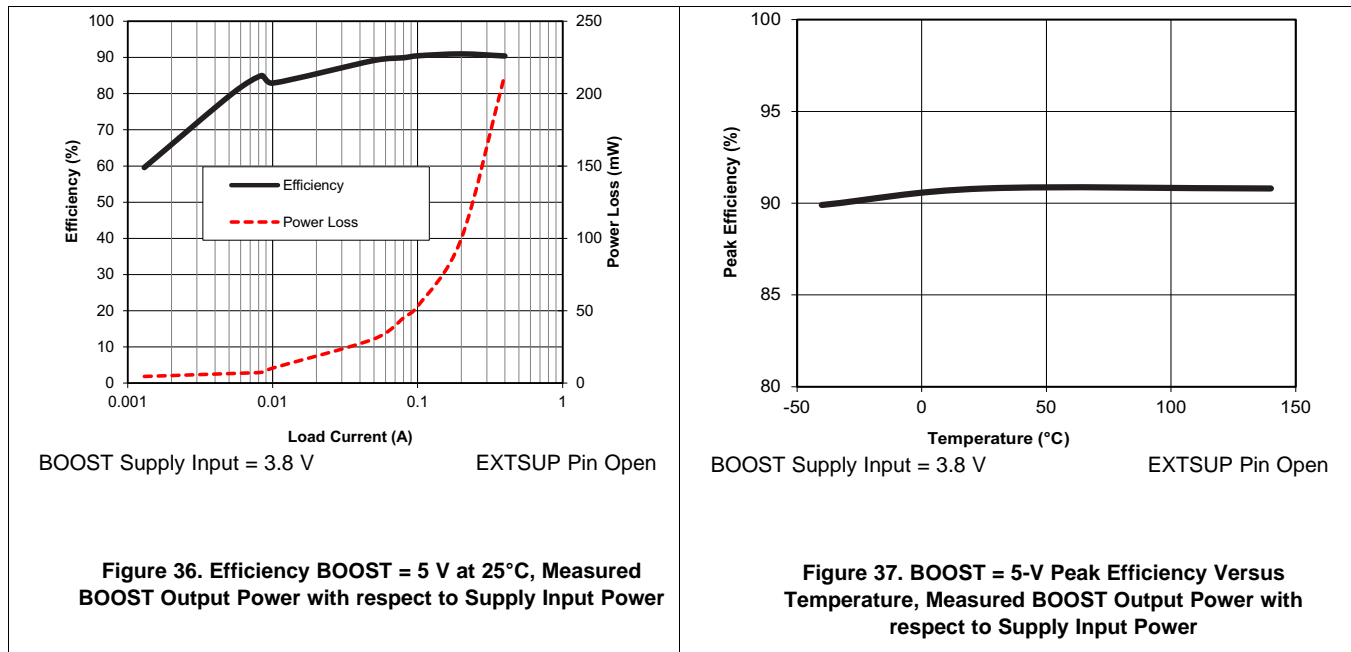 100
90
80
70
60
50
40
30
20
10
0
Efficiency (%)
250
200
150
100
50
0
Power Loss (mW)
Efficiency
Power Loss
0.001
0.01
0.1
1
Load Current (A)
BOOST Supply Input = 3.8 V
EXTSUP Pin Open
Figure 36. Efficiency BOOST = 5 V at 25°C, Measured
BOOST Output Power with respect to Supply Input Power
100
95
90
85
80
Peak Efficiency (%)
-50
0
50
100
150
Temperature (°C)
BOOST Supply Input = 3.8 V
EXTSUP Pin Open
Figure 37. BOOST = 5-V Peak Efficiency Versus
Temperature, Measured BOOST Output Power with
respect to Supply Input Power